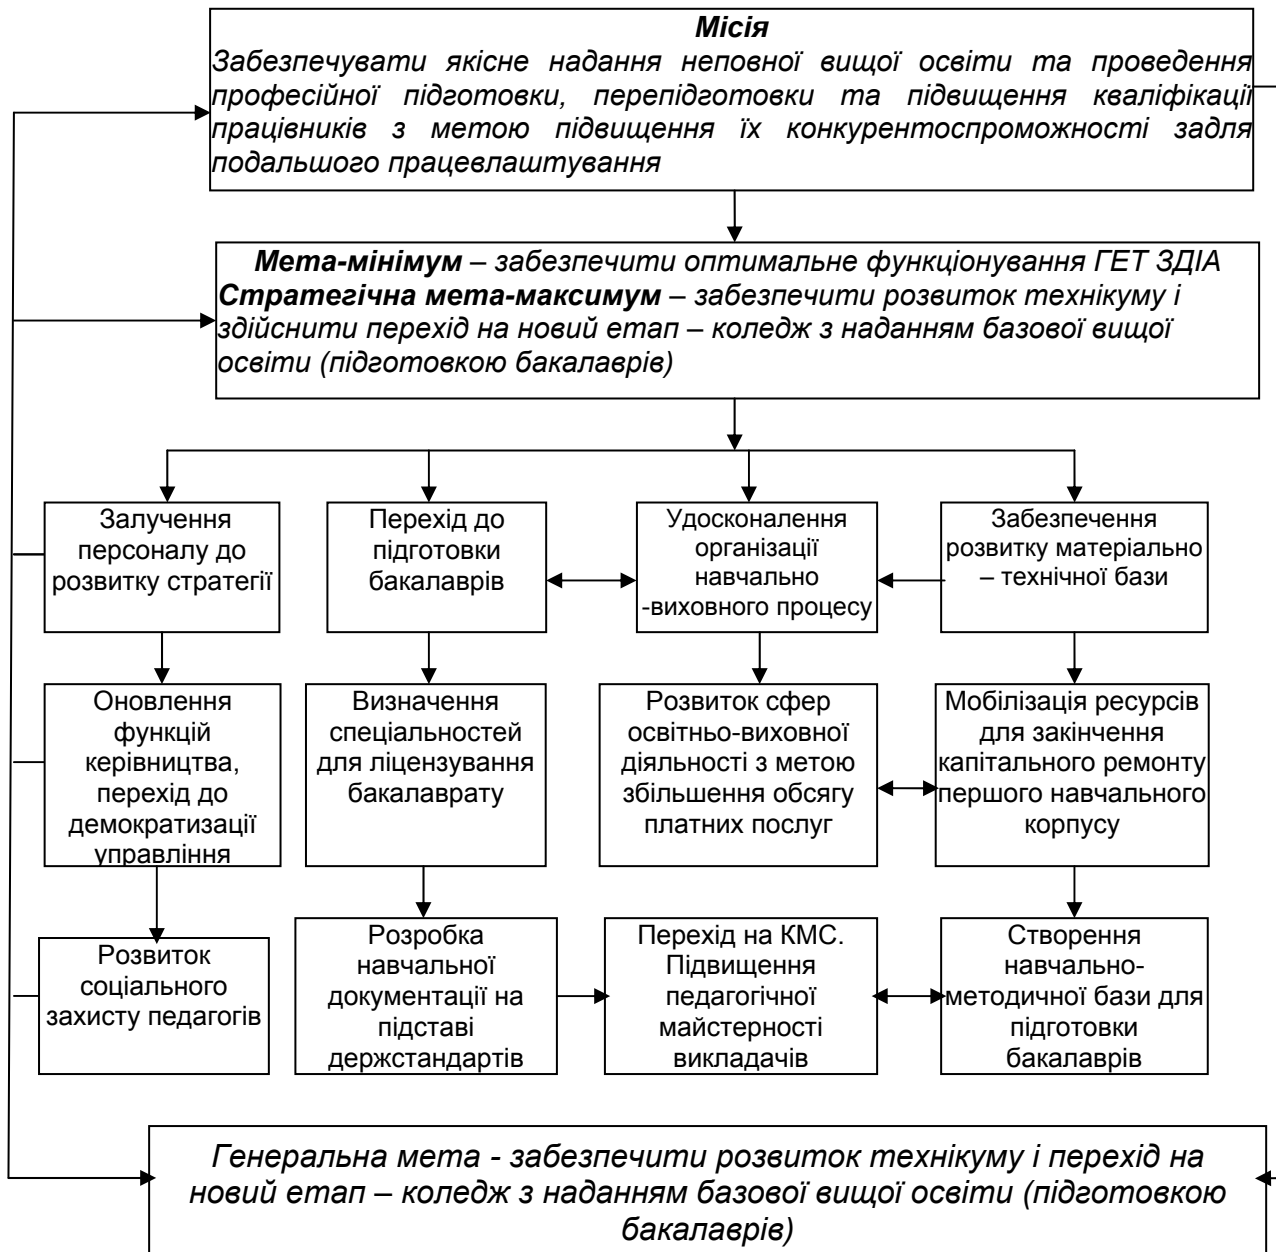 Місія
Забезпечувати якісне надання неповної вищої освіти та проведення
професійної підготовки, перепідготовки та підвищення кваліфікації
працівників з метою підвищення їх конкурентоспроможності задля
подальшого працевлаштування
Мета-мінімум – забезпечити оптимальне функціонування ГЕТ ЗДІА
Стратегічна мета-максимум – забезпечити розвиток технікуму і
здійснити перехід на новий етап – коледж з наданням базової вищої
освіти (підготовкою бакалаврів)
Залучення
персоналу до
розвитку стратегії
Перехід до
підготовки
бакалаврів
Удосконалення
організації
навчально
-виховного процесу
Забезпечення
розвитку матеріально
– технічної бази
Оновлення
функцій
керівництва,
перехід до
демократизації
управління
Визначення
спеціальностей
для ліцензування
бакалаврату
Розвиток сфер
освітньо-виховної
діяльності з метою
збільшення обсягу
платних послуг
Мобілізація ресурсів
для закінчення
капітального ремонту
першого навчального
корпусу
Розвиток
соціального
захисту педагогів
Розробка
навчальної
документації на
підставі
держстандартів
Перехід на КМС.
Підвищення
педагогічної
майстерності
викладачів
Створення
навчально-
методичної бази для
підготовки
бакалаврів
Генеральна мета - забезпечити розвиток технікуму і перехід на
новий етап – коледж з наданням базової вищої освіти (підготовкою
бакалаврів)